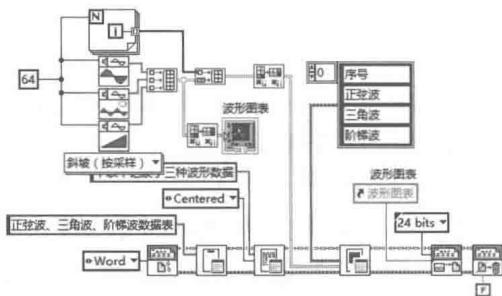 N
i
64
0
序号
正弦波
三角波
阶梯波
波形图表
斜坡（按采样）
三种波形数据
Centered
波形图表
波形图表
24 bits
正弦波、三角波、阶梯波数据表
Word
F